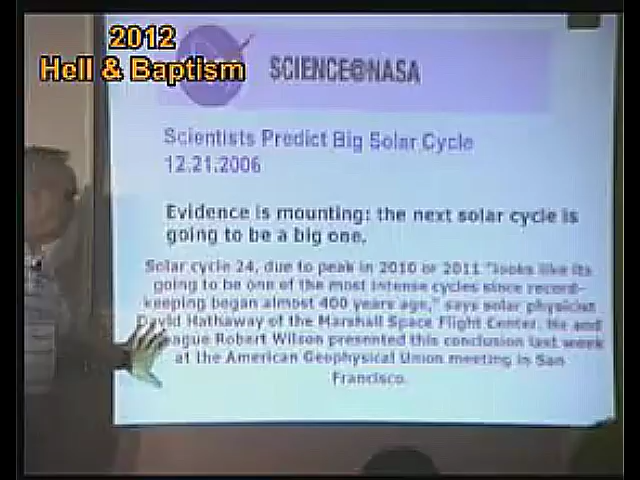 2012
Hell & Baptism
SCIENCE@NASA
Scientists Predict Big Solar Cycle
12.21.2006
Evidence is mounting: the next solar cycle is
going to be a big one.
Solar cycle 24, due to peak in 2010 or 2011 "looks like its
going to be one of the most intense cycles since record-
keeping began almost 400 years ago," says solar physicist
David Hathaway of the Marshall Space Flight Center. He and
league Robert Wilson presented this conclusion last week
at the American Geophysical Union meeting in San
Francisco.